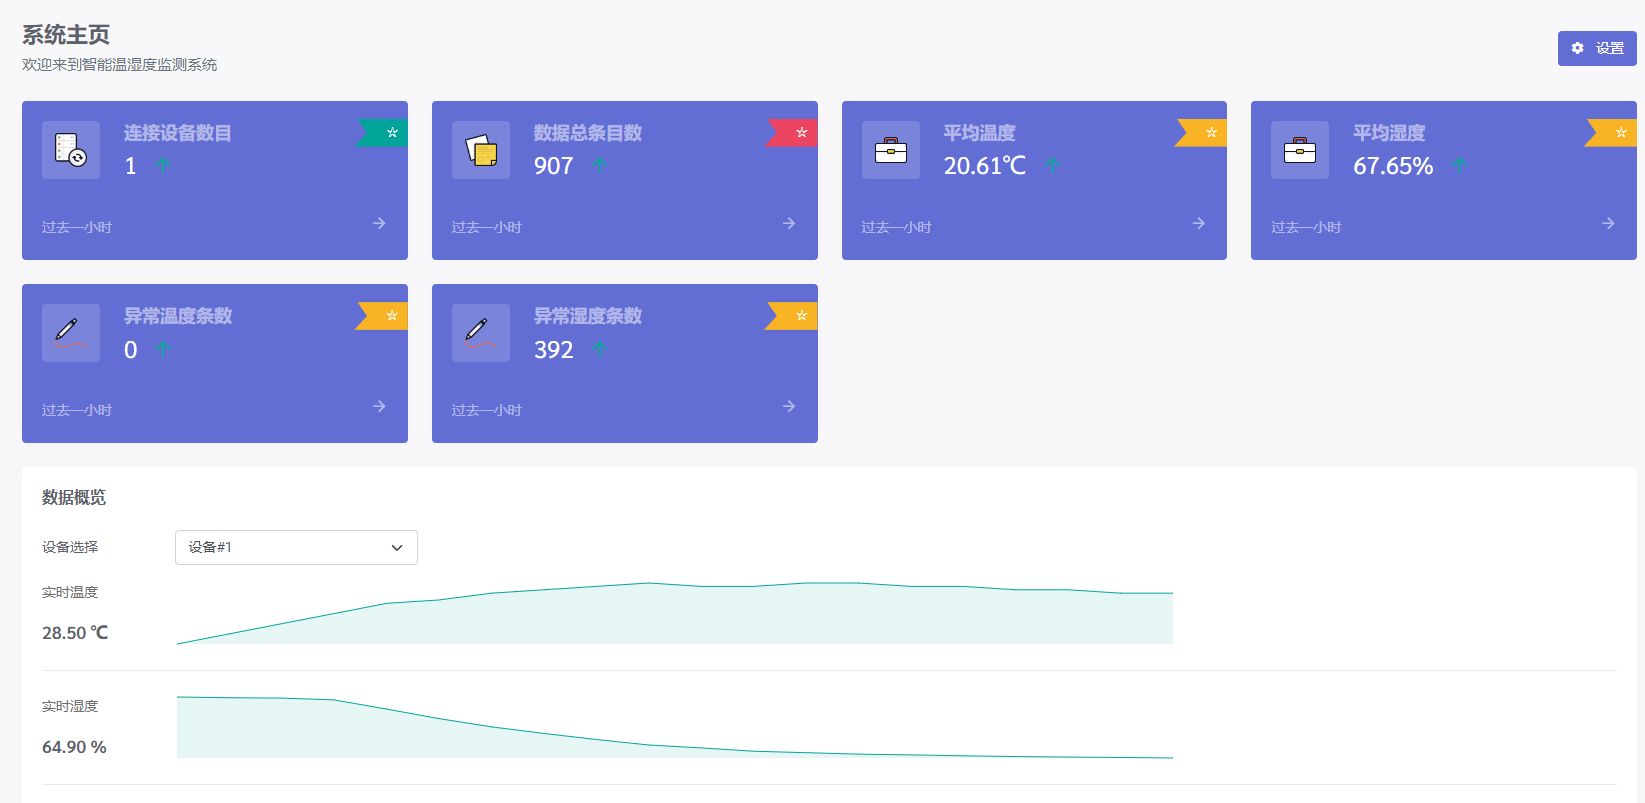 系统主页
欢迎来到智能温湿度监测系统
设置
连接设备数目
1
过去一小时
数据总条目数
907
过去一小时
平均温度
20.61℃
过去一小时
平均湿度
67.65%
过去一小时
异常温度条数
0
过去一小时
异常湿度条数
392
过去一小时
数据概览
设备选择
设备#1
实时温度
28.50 ℃
实时湿度
64.90 %